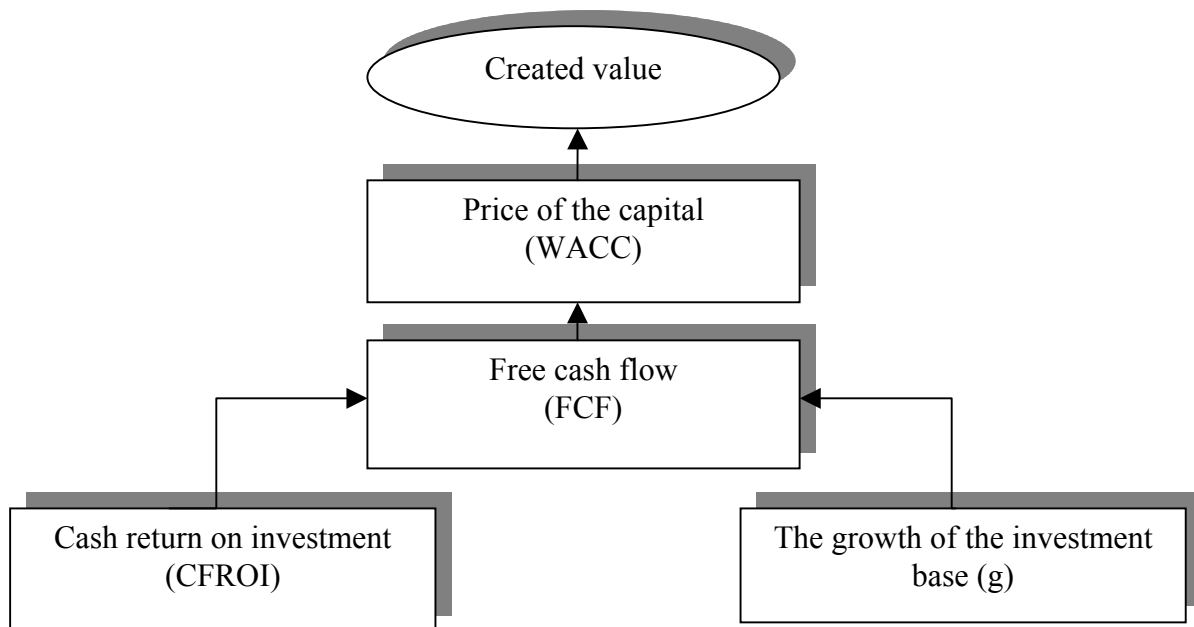 Created value
Price of the capital
(WACC)
Free cash flow
(FCF)
Cash return on investment
(CFROI)
The growth of the investment
base (g)